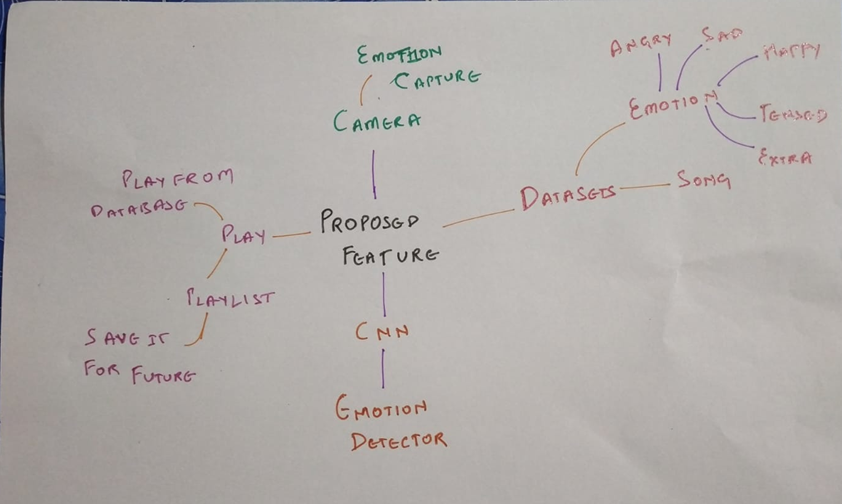 EMOTION
CAPTURE
CAMERA
ANGRY
SAD
HAPPY
EMOTION
TENSED
EXTRA
DATASETS
SONG
PLAY FROM
DATABASE
PLAY
PROPOSED
FEATURE
PLAYLIST
SAVE IT
FOR FUTURE
CNN
EMOTION
DETECTOR